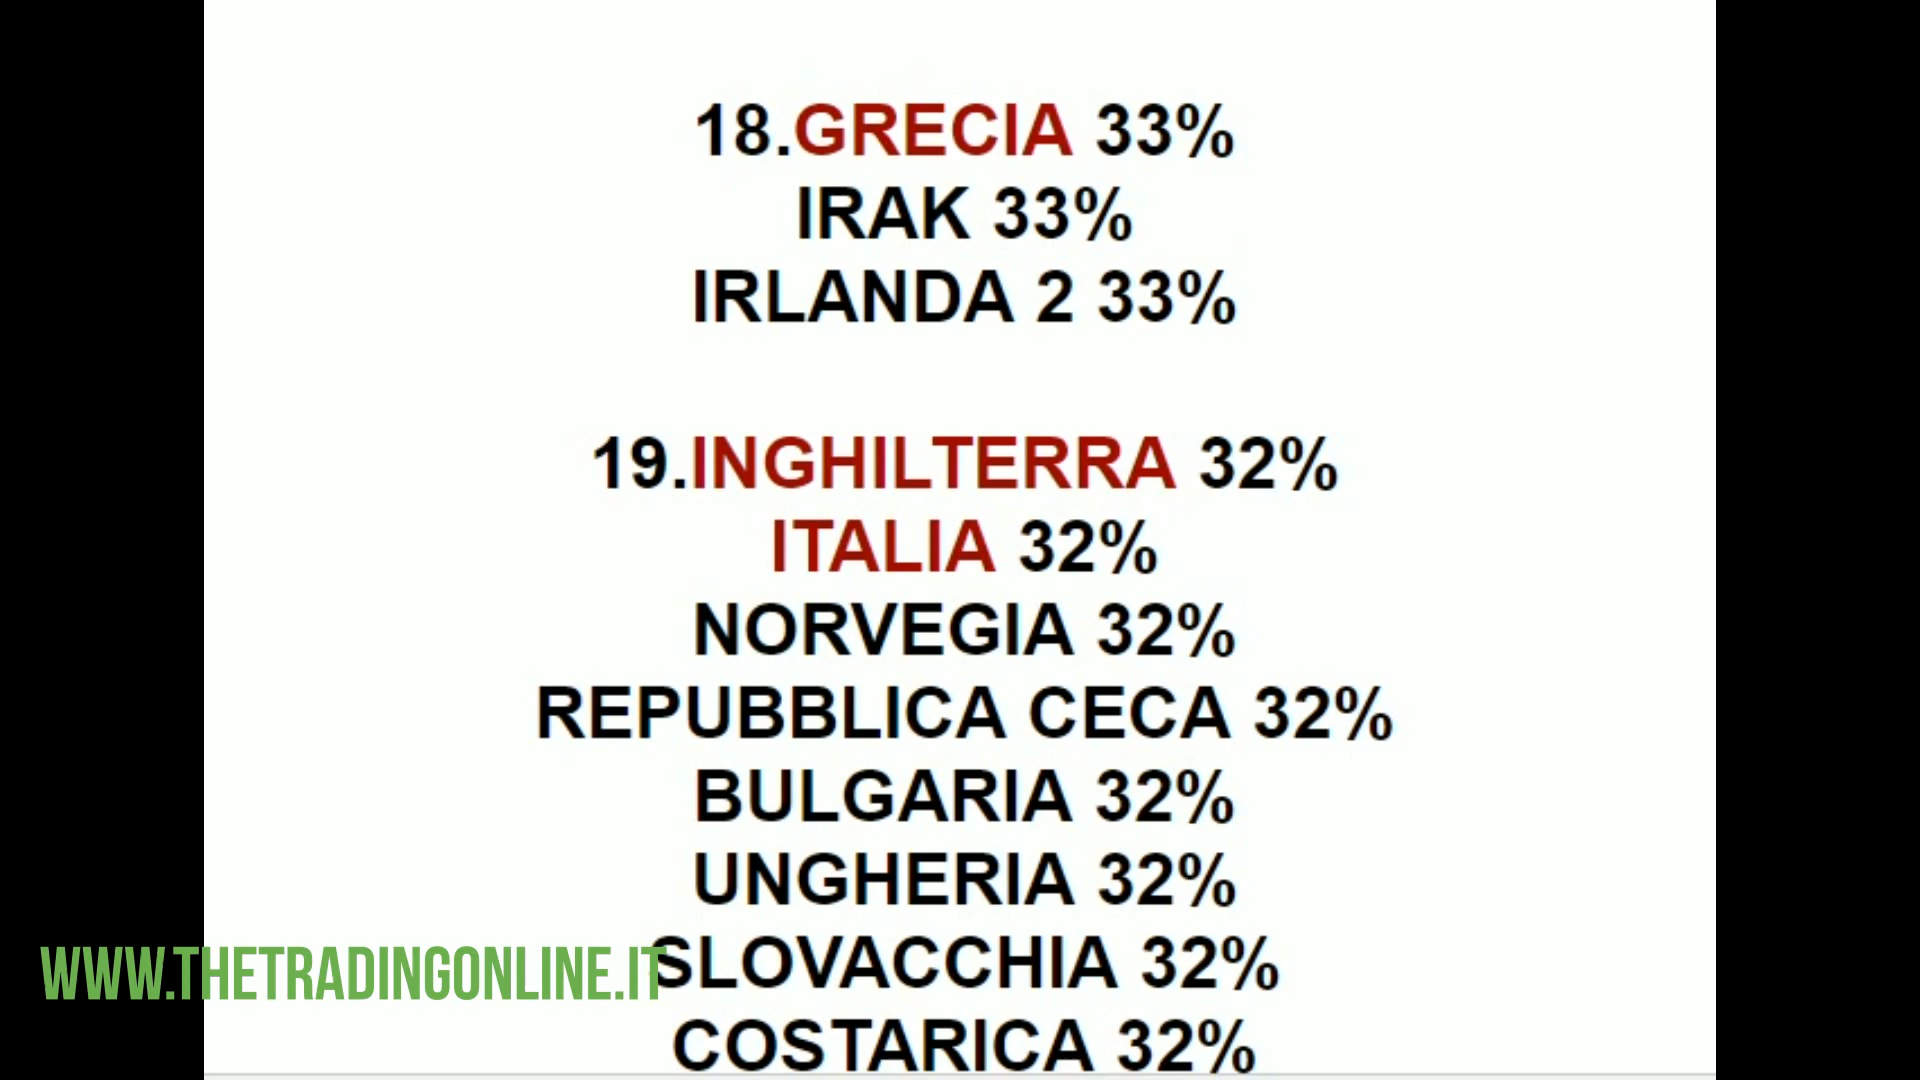 18.GRECIA 33%
IRAK 33%
IRLANDA 2 33%
19.INGHILTERRA 32%
ITALIA 32%
NORVEGIA 32%
REPUBBLICA CECA 32%
BULGARIA 32%
UNGHERIA 32%
SLOVACCHIA 32%
WWW.THETRADINGONLINE.IT
COSTARICA 32%